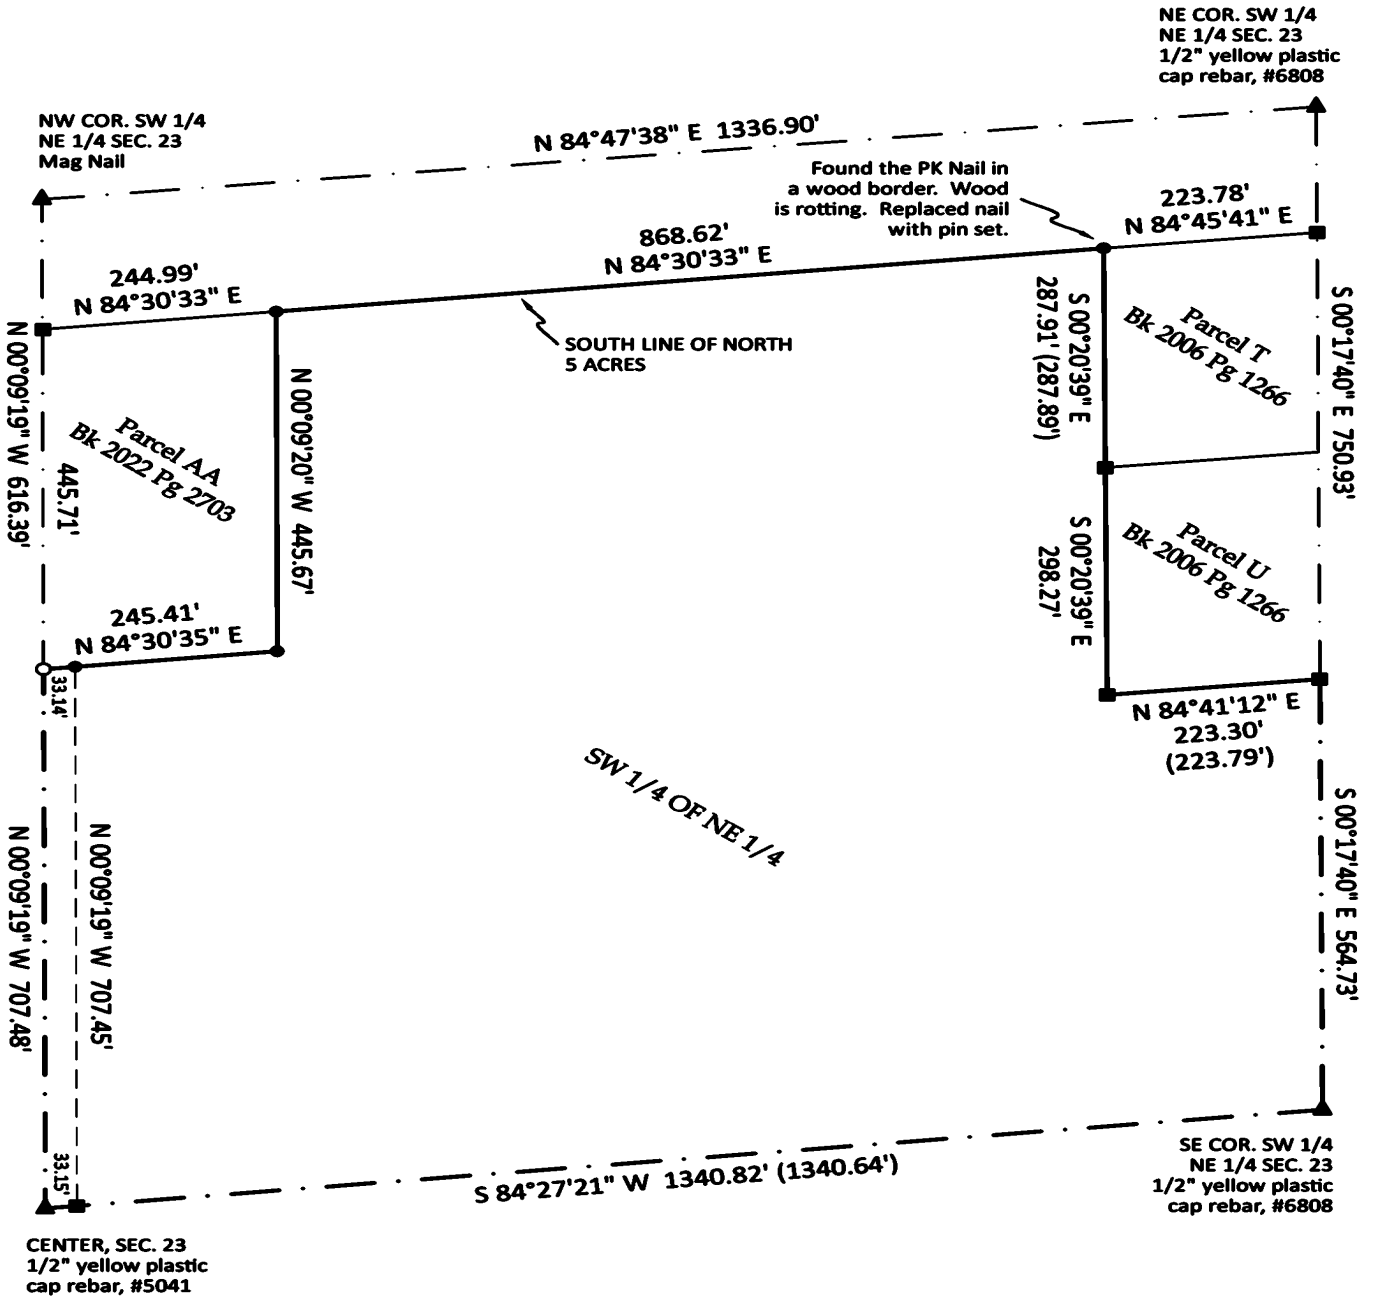 NE COR. SW 1/4
NE 1/4 SEC. 23
1/2" yellow plastic
cap rebar, #6808
NW COR. SW 1/4
NE 1/4 SEC. 23
Mag Nail
N 84°47'38" E 1336.90'
Found the PK Nail in
a wood border. Wood
is rotting. Replaced nail
with pin set.
223.78'
N 84°45'41" E
868.62'
N 84°30'33" E
244.99'
N 84°30'33" E
SOUTH LINE OF NORTH
5 ACRES
S 00°20'39" E
287.91' (287.89')
Parcel T
Bk 2006 Pg 1266
S 00°17'40" E 750.93'
N 00°09'19" W 616.39'
445.71'
Parcel AA
Bk 2022 Pg 2703
N 00°09'20" W 445.67'
S 00°20'39" E
298.27'
Parcel U
Bk 2006 Pg 1266
245.41'
N 84°30'35" E
33.14'
N 84°41'12" E
223.30'
(223.79')
SW 1/4 OF NE 1/4
N 00°09'19" W 707.48'
N 00°09'19" W 707.45'
S 00°17'40" E 564.73'
33.15'
S 84°27'21" W 1340.82' (1340.64')
SE COR. SW 1/4
NE 1/4 SEC. 23
1/2" yellow plastic
cap rebar, #6808
CENTER, SEC. 23
1/2" yellow plastic
cap rebar, #5041